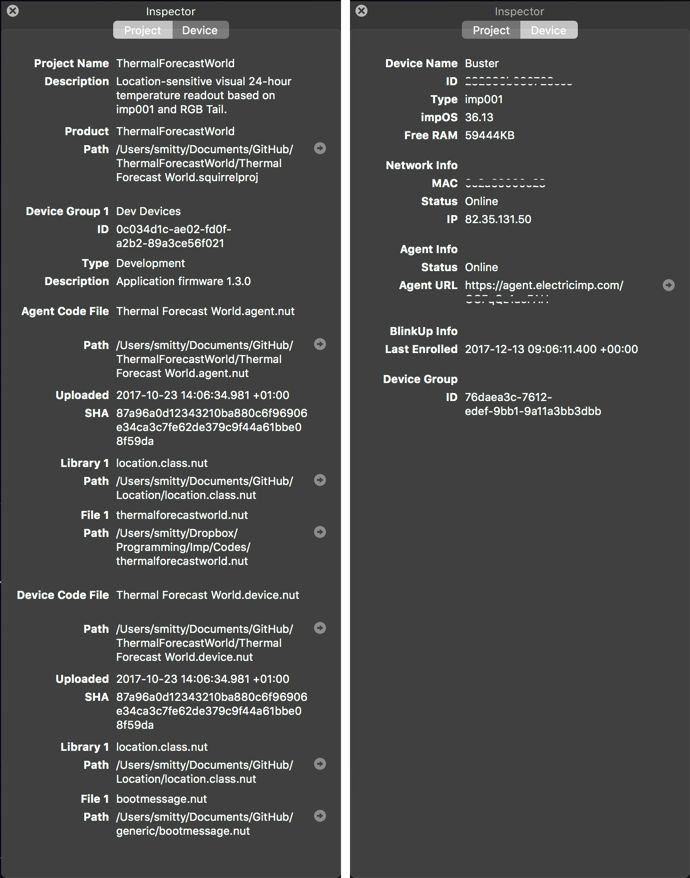 Inspector
Project Device
Project Name ThermalForecastWorld
Description Location-sensitive visual 24-hour
temperature readout based on
imp001 and RGB Tail.
Product ThermalForecastWorld
Path /Users/smitty/Documents/GitHub/
ThermalForecastWorld/Thermal
Forecast World.squirrelproj
Device Group 1 Dev Devices
ID 0c034d1c-ae02-fd0f-
a2b2-89a3ce56f021
Type Development
Description Application firmware 1.3.0
Agent Code File Thermal Forecast World.agent.nut
Path /Users/smitty/Documents/GitHub/
ThermalForecastWorld/Thermal
Forecast World.agent.nut
Uploaded 2017-10-23 14:06:34.981 +01:00
SHA 87a96a0d12343210ba880c6f96906
e34ca3c7fe62de379c9f44a61bbe0
8f59da
Library 1 location.class.nut
Path /Users/smitty/Documents/GitHub/
Location/location.class.nut
File 1 thermalforecastworld.nut
Path /Users/smitty/Dropbox/
Programming/Imp/Codes/
thermalforecastworld.nut
Device Code File Thermal Forecast World.device.nut
Path /Users/smitty/Documents/GitHub/
ThermalForecastWorld/Thermal
Forecast World.device.nut
Uploaded 2017-10-23 14:06:34.981 +01:00
SHA 87a96a0d12343210ba880c6f96906
e34ca3c7fe62de379c9f44a61bbe0
8f59da
Library 1 location.class.nut
Path /Users/smitty/Documents/GitHub/
Location/location.class.nut
File 1 bootmessage.nut
Path /Users/smitty/Documents/GitHub/
generic/bootmessage.nut
Inspector
Project Device
Device Name Buster
ID
Type imp001
impOS 36.13
Free RAM 59444KB
Network Info
MAC
Status Online
IP 82.35.131.50
Agent Info
Status Online
Agent URL https://agent.electricimp.com/
BlinkUp Info
Last Enrolled 2017-12-13 09:06:11.400 +00:00
Device Group
ID 76daea3c-7612-
edef-9bb1-9a11a3bb3dbb